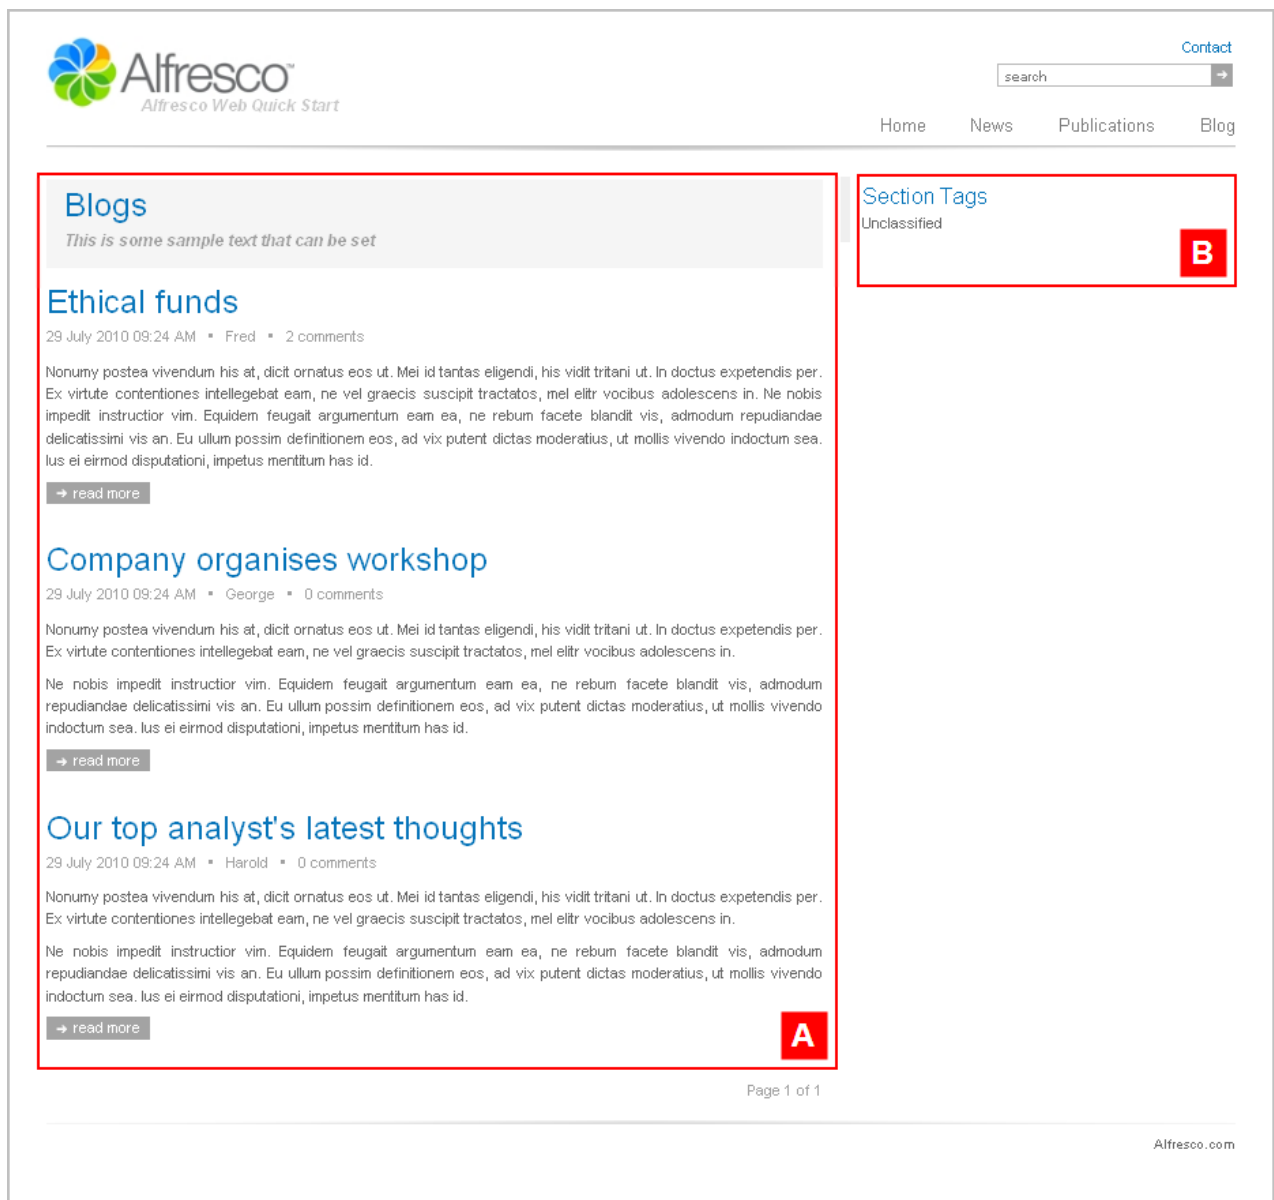 Alfresco™
Alfresco Web Quick Start
Contact
search
Home News Publications Blog
Blogs
This is some sample text that can be set
Ethical funds
29 July 2010 09:24 AM ▪ Fred ▪ 2 comments
Nonumy postea vivendum his at, dicit ornatus eos ut. Mei id tantas eligendi, his vidit tritani ut. In doctus expetendis per.
Ex virtute contentiones intellegebat eam, ne vel graecis suscipit tractatos, mel elitr vocibus adolescens in. Ne nobis
impedit instructior vim. Equidem feugait argumentum eam ea, ne rebum facete blandit vis, admodum repudiandae
delicatissimi vis an. Eu ullum possim definitionem eos, ad vix putent dictas moderatius, ut mollis vivendo indoctum sea.
Ius ei eirmod disputationi, impetus mentitum has id.
➔ read more
Company organises workshop
29 July 2010 09:24 AM ▪ George ▪ 0 comments
Nonumy postea vivendum his at, dicit ornatus eos ut. Mei id tantas eligendi, his vidit tritani ut. In doctus expetendis per.
Ex virtute contentiones intellegebat eam, ne vel graecis suscipit tractatos, mel elitr vocibus adolescens in.
Ne nobis impedit instructior vim. Equidem feugait argumentum eam ea, ne rebum facete blandit vis, admodum
repudiandae delicatissimi vis an. Eu ullum possim definitionem eos, ad vix putent dictas moderatius, ut mollis vivendo
indoctum sea. Ius ei eirmod disputationi, impetus mentitum has id.
➔ read more
Our top analyst's latest thoughts
29 July 2010 09:24 AM ▪ Harold ▪ 0 comments
Nonumy postea vivendum his at, dicit ornatus eos ut. Mei id tantas eligendi, his vidit tritani ut. In doctus expetendis per.
Ex virtute contentiones intellegebat eam, ne vel graecis suscipit tractatos, mel elitr vocibus adolescens in.
Ne nobis impedit instructior vim. Equidem feugait argumentum eam ea, ne rebum facete blandit vis, admodum
repudiandae delicatissimi vis an. Eu ullum possim definitionem eos, ad vix putent dictas moderatius, ut mollis vivendo
indoctum sea. Ius ei eirmod disputationi, impetus mentitum has id.
➔ read more
A
Page 1 of 1
Section Tags
Unclassified
B
Alfresco.com